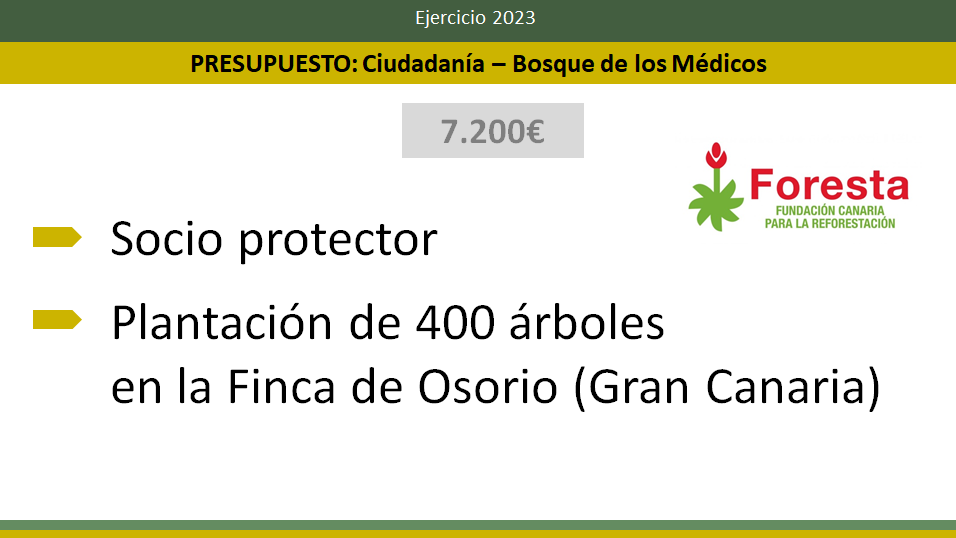 Ejercicio 2023
PRESUPUESTO: Ciudadanía – Bosque de los Médicos
7.200€
Foresta
FUNDACIÓN CANARIA
PARA LA REFORESTACIÓN
Socio protector
Plantación de 400 árboles
en la Finca de Osorio (Gran Canaria)